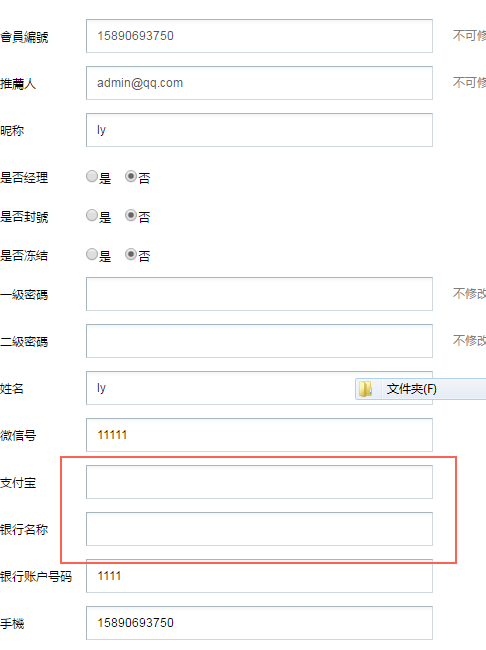 會員編號 15890693750 不可修
推薦人 admin@qq.com 不可修
昵称 ly
是否经理 是 否
是否封號 是 否
是否冻结 是 否
一級密碼 不修改
二級密碼 不修改
姓名 ly
文件夹(F)
微信号 11111
支付宝
银行名称
银行账户号码 1111
手機 15890693750